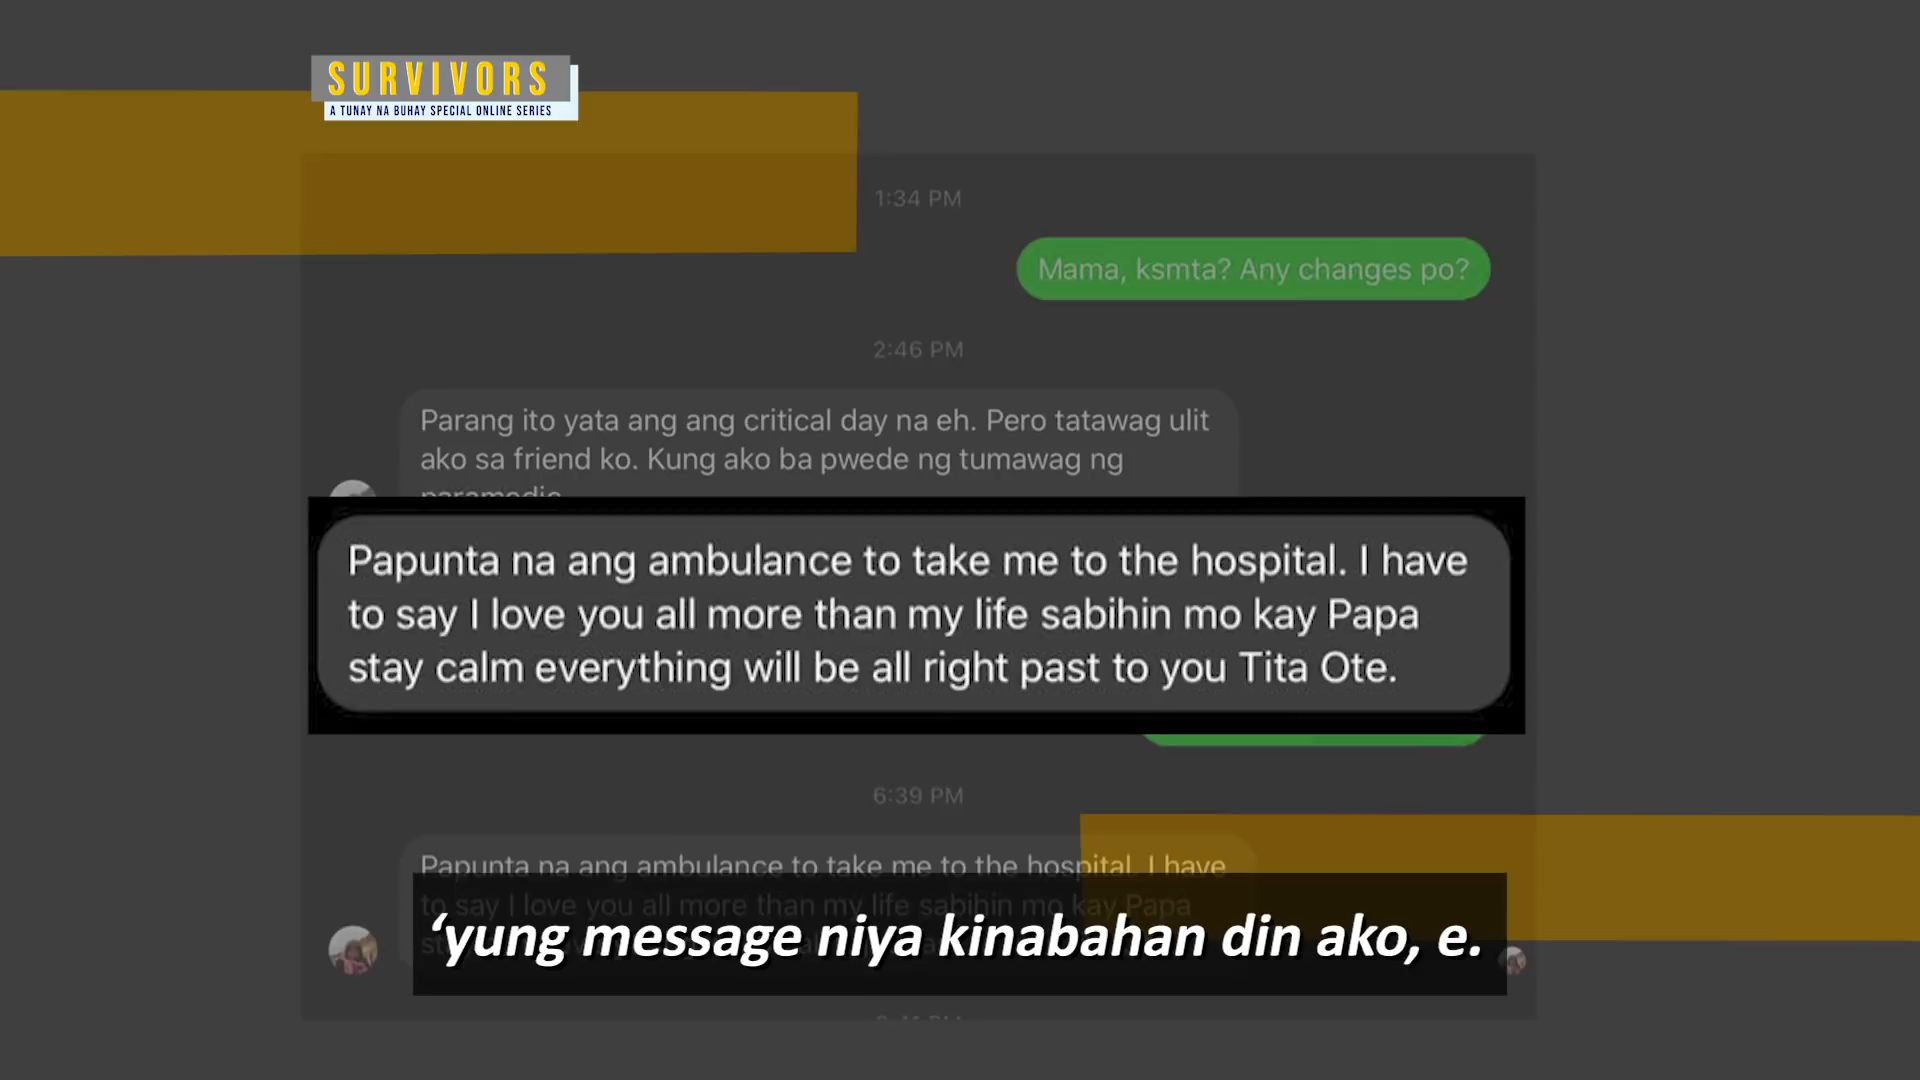 SURVIVORS
A TUNAY NA BUHAY SPECIAL ONLINE SERIES
1:34 PM
Mama, ksmta? Any changes po?
2:46 PM
Parang ito yata ang ang critical day na eh. Pero tatawag ulit
ako sa friend ko. Kung ako ba pwede ng tumawag ng
paramedic
Papunta na ang ambulance to take me to the hospital. I have
to say I love you all more than my life sabihin mo kay Papa
stay calm everything will be all right past to you Tita Ote.
6:39 PM
Papunta na ang ambulance to take me to the hospital. I have
to say I love you all more than my life sabihin mo kay Papa
‘yung message niya kinabahan din ako, e.